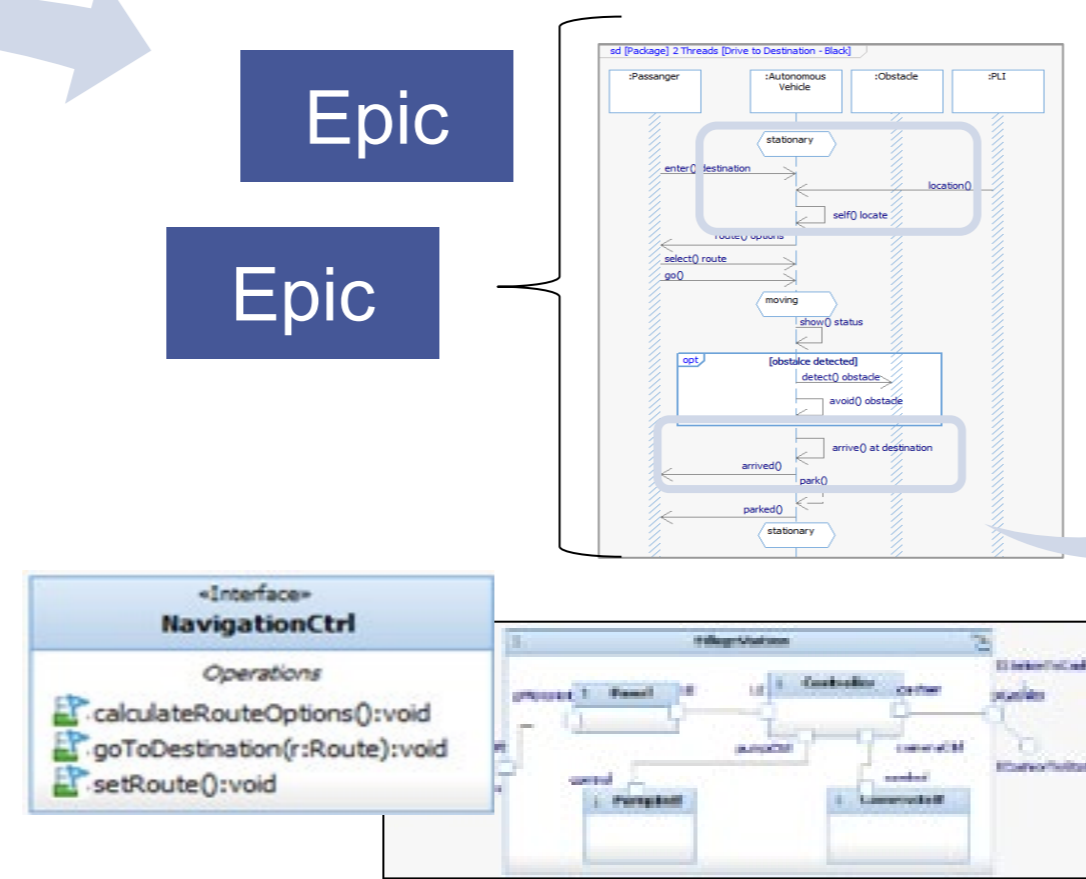 Epic
Epic
sd [Package] 2 Threads [Drive to Destination - Black]
:Passanger
:Autonomous
Vehicle
:Obstacle
:PLI
stationary
enter() destination
location()
self() locate
route() options
select() route
go()
moving
show() status
opt
[obstalce detected]
detect() obstacle
avoid() obstacle
arrive() at destination
arrived()
park()
parked()
stationary
«Interface»
NavigationCtrl
Operations
calculateRouteOptions():void
goToDestination(r:Route):void
setRoute():void
Controller
control